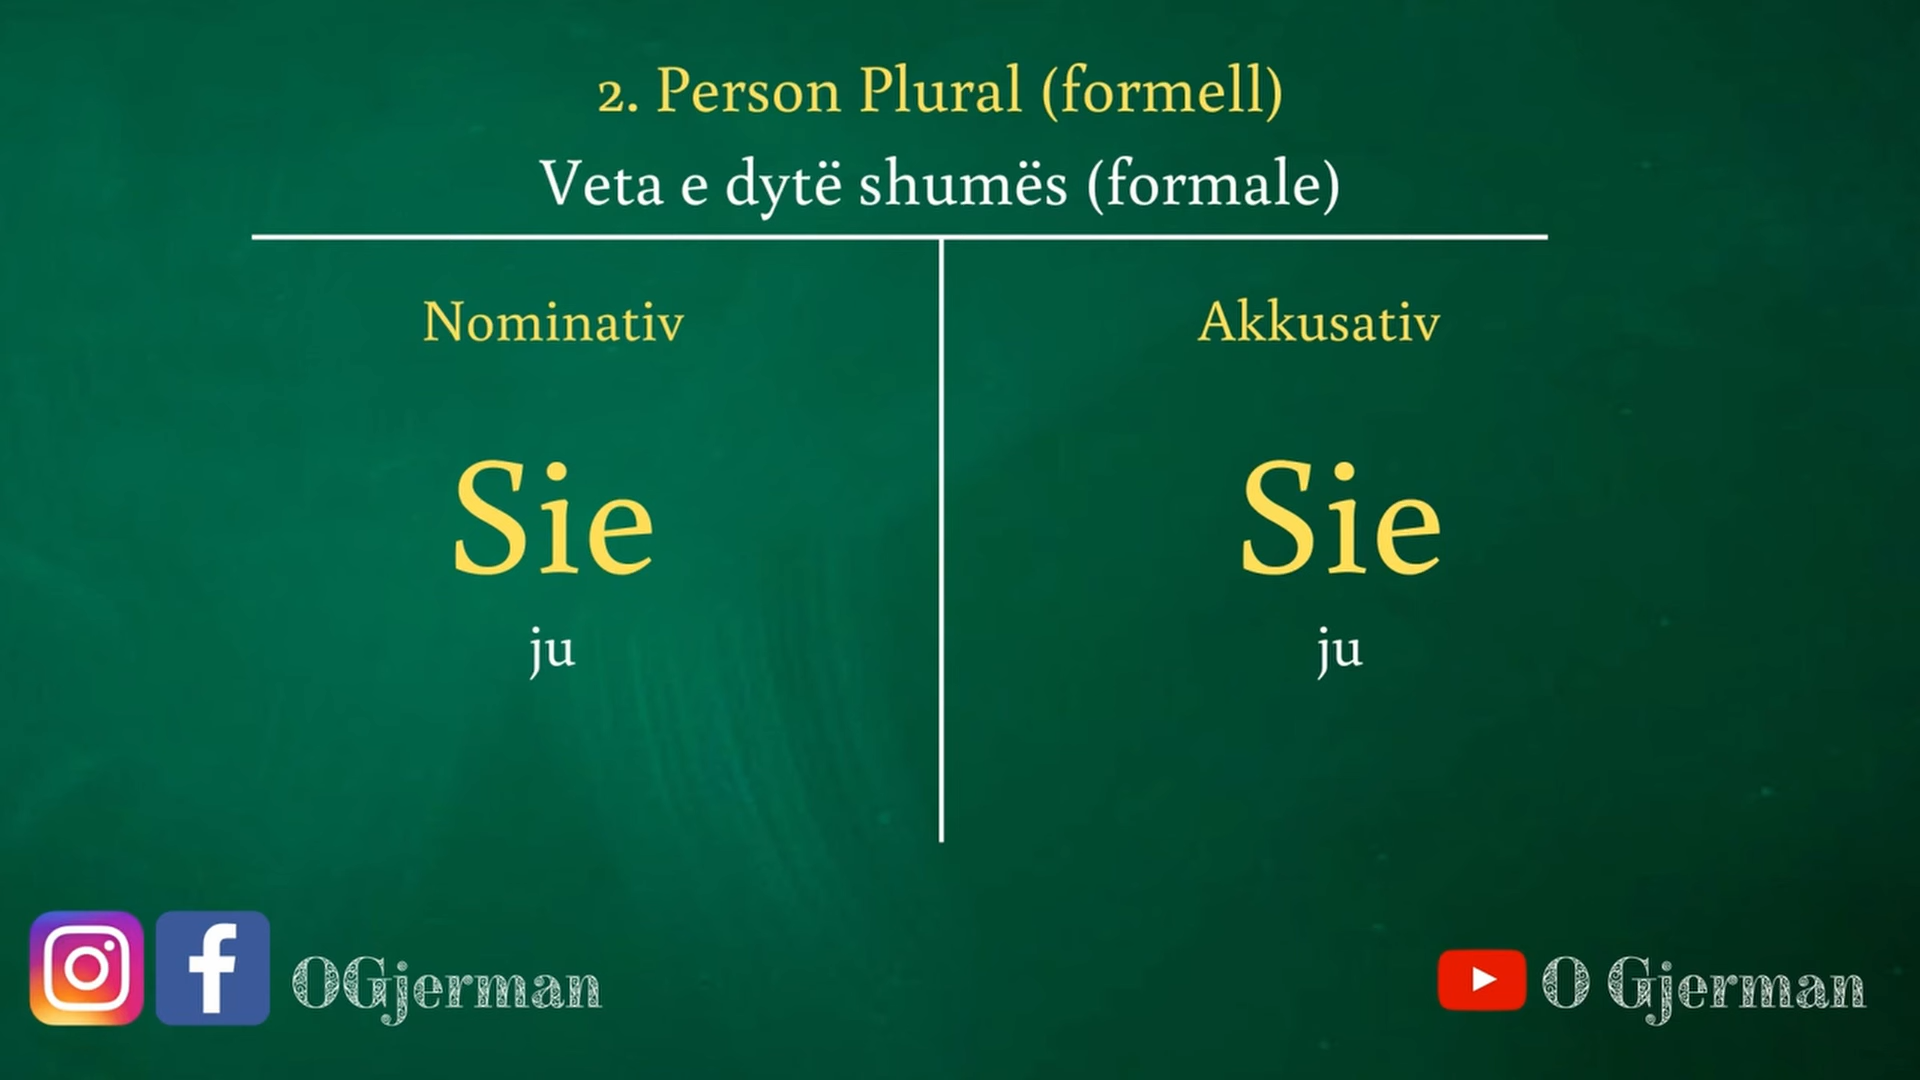 2. Person Plural (formell)
Veta e dytë shumës (formale)
Nominativ
Akkusativ
Sie
Sie
ju
ju
OGjerman
O Gjerman